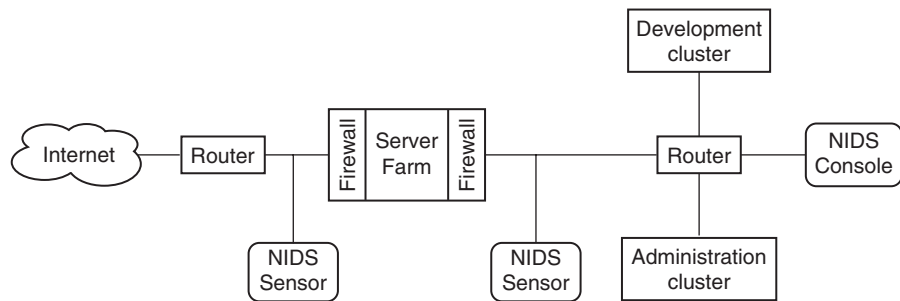 Development
cluster
Internet
Router
Firewall
Server
Farm
Firewall
Router
NIDS
Console
NIDS
Sensor
NIDS
Sensor
Administration
cluster